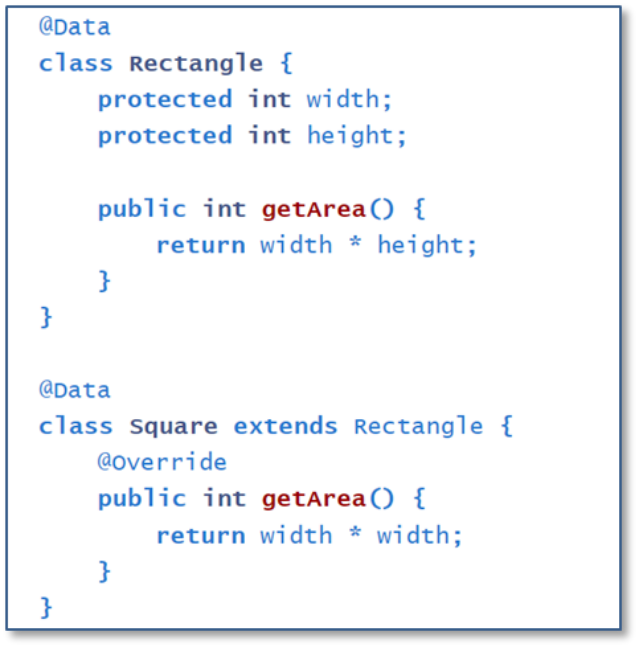 @Data
class Rectangle {
    protected int width;
    protected int height;

    public int getArea() {
        return width * height;
    }
}

@Data
class Square extends Rectangle {
    @Override
    public int getArea() {
        return width * width;
    }
}